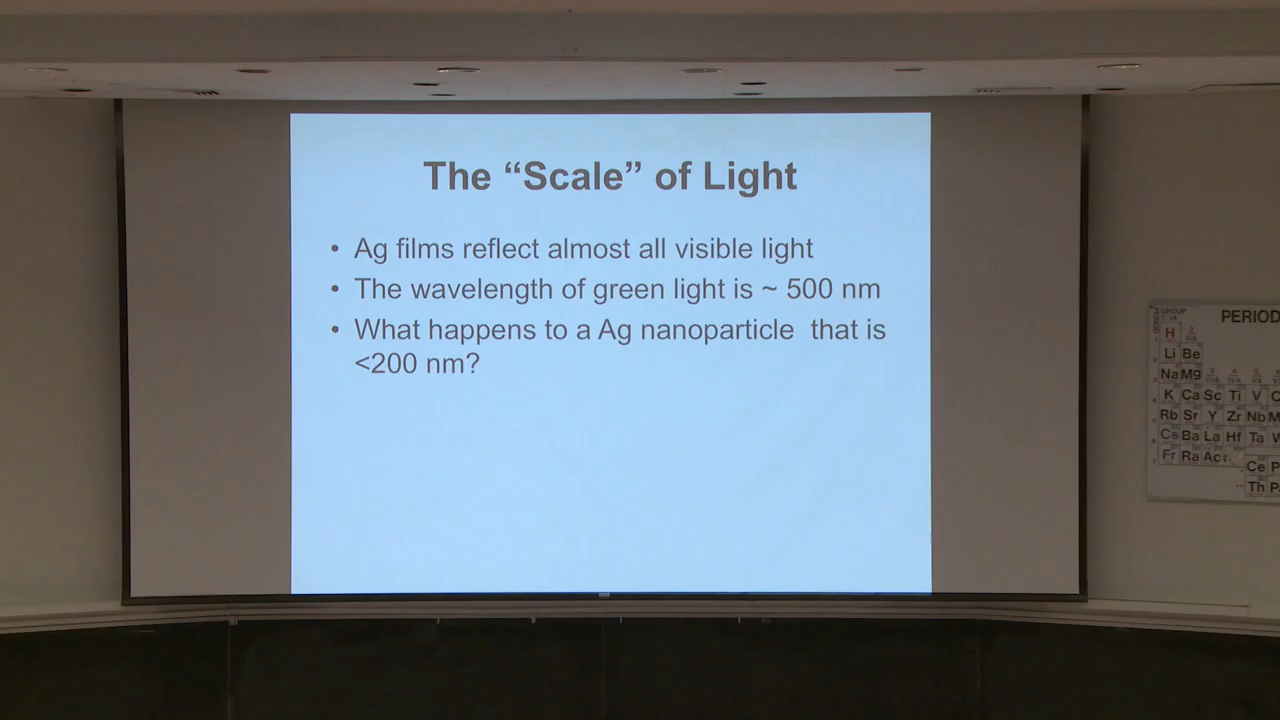 The “Scale” of Light
• Ag films reflect almost all visible light
• The wavelength of green light is ~ 500 nm
• What happens to a Ag nanoparticle  that is
<200 nm?
GROUP
PERIOD
H
Li Be
Na Mg
K Ca Sc Ti V
Rb Sr Y Zr Nb
Cs Ba La Hf Ta
Fr Ra Ac
Ce
Th